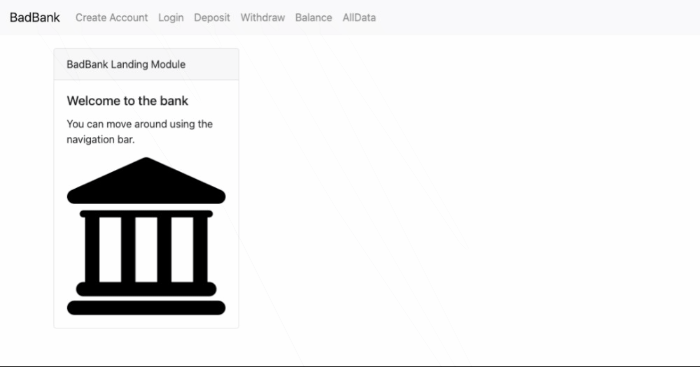 BadBank Create Account Login Deposit Withdraw Balance AllData
BadBank Landing Module
Welcome to the bank
You can move around using the
navigation bar.